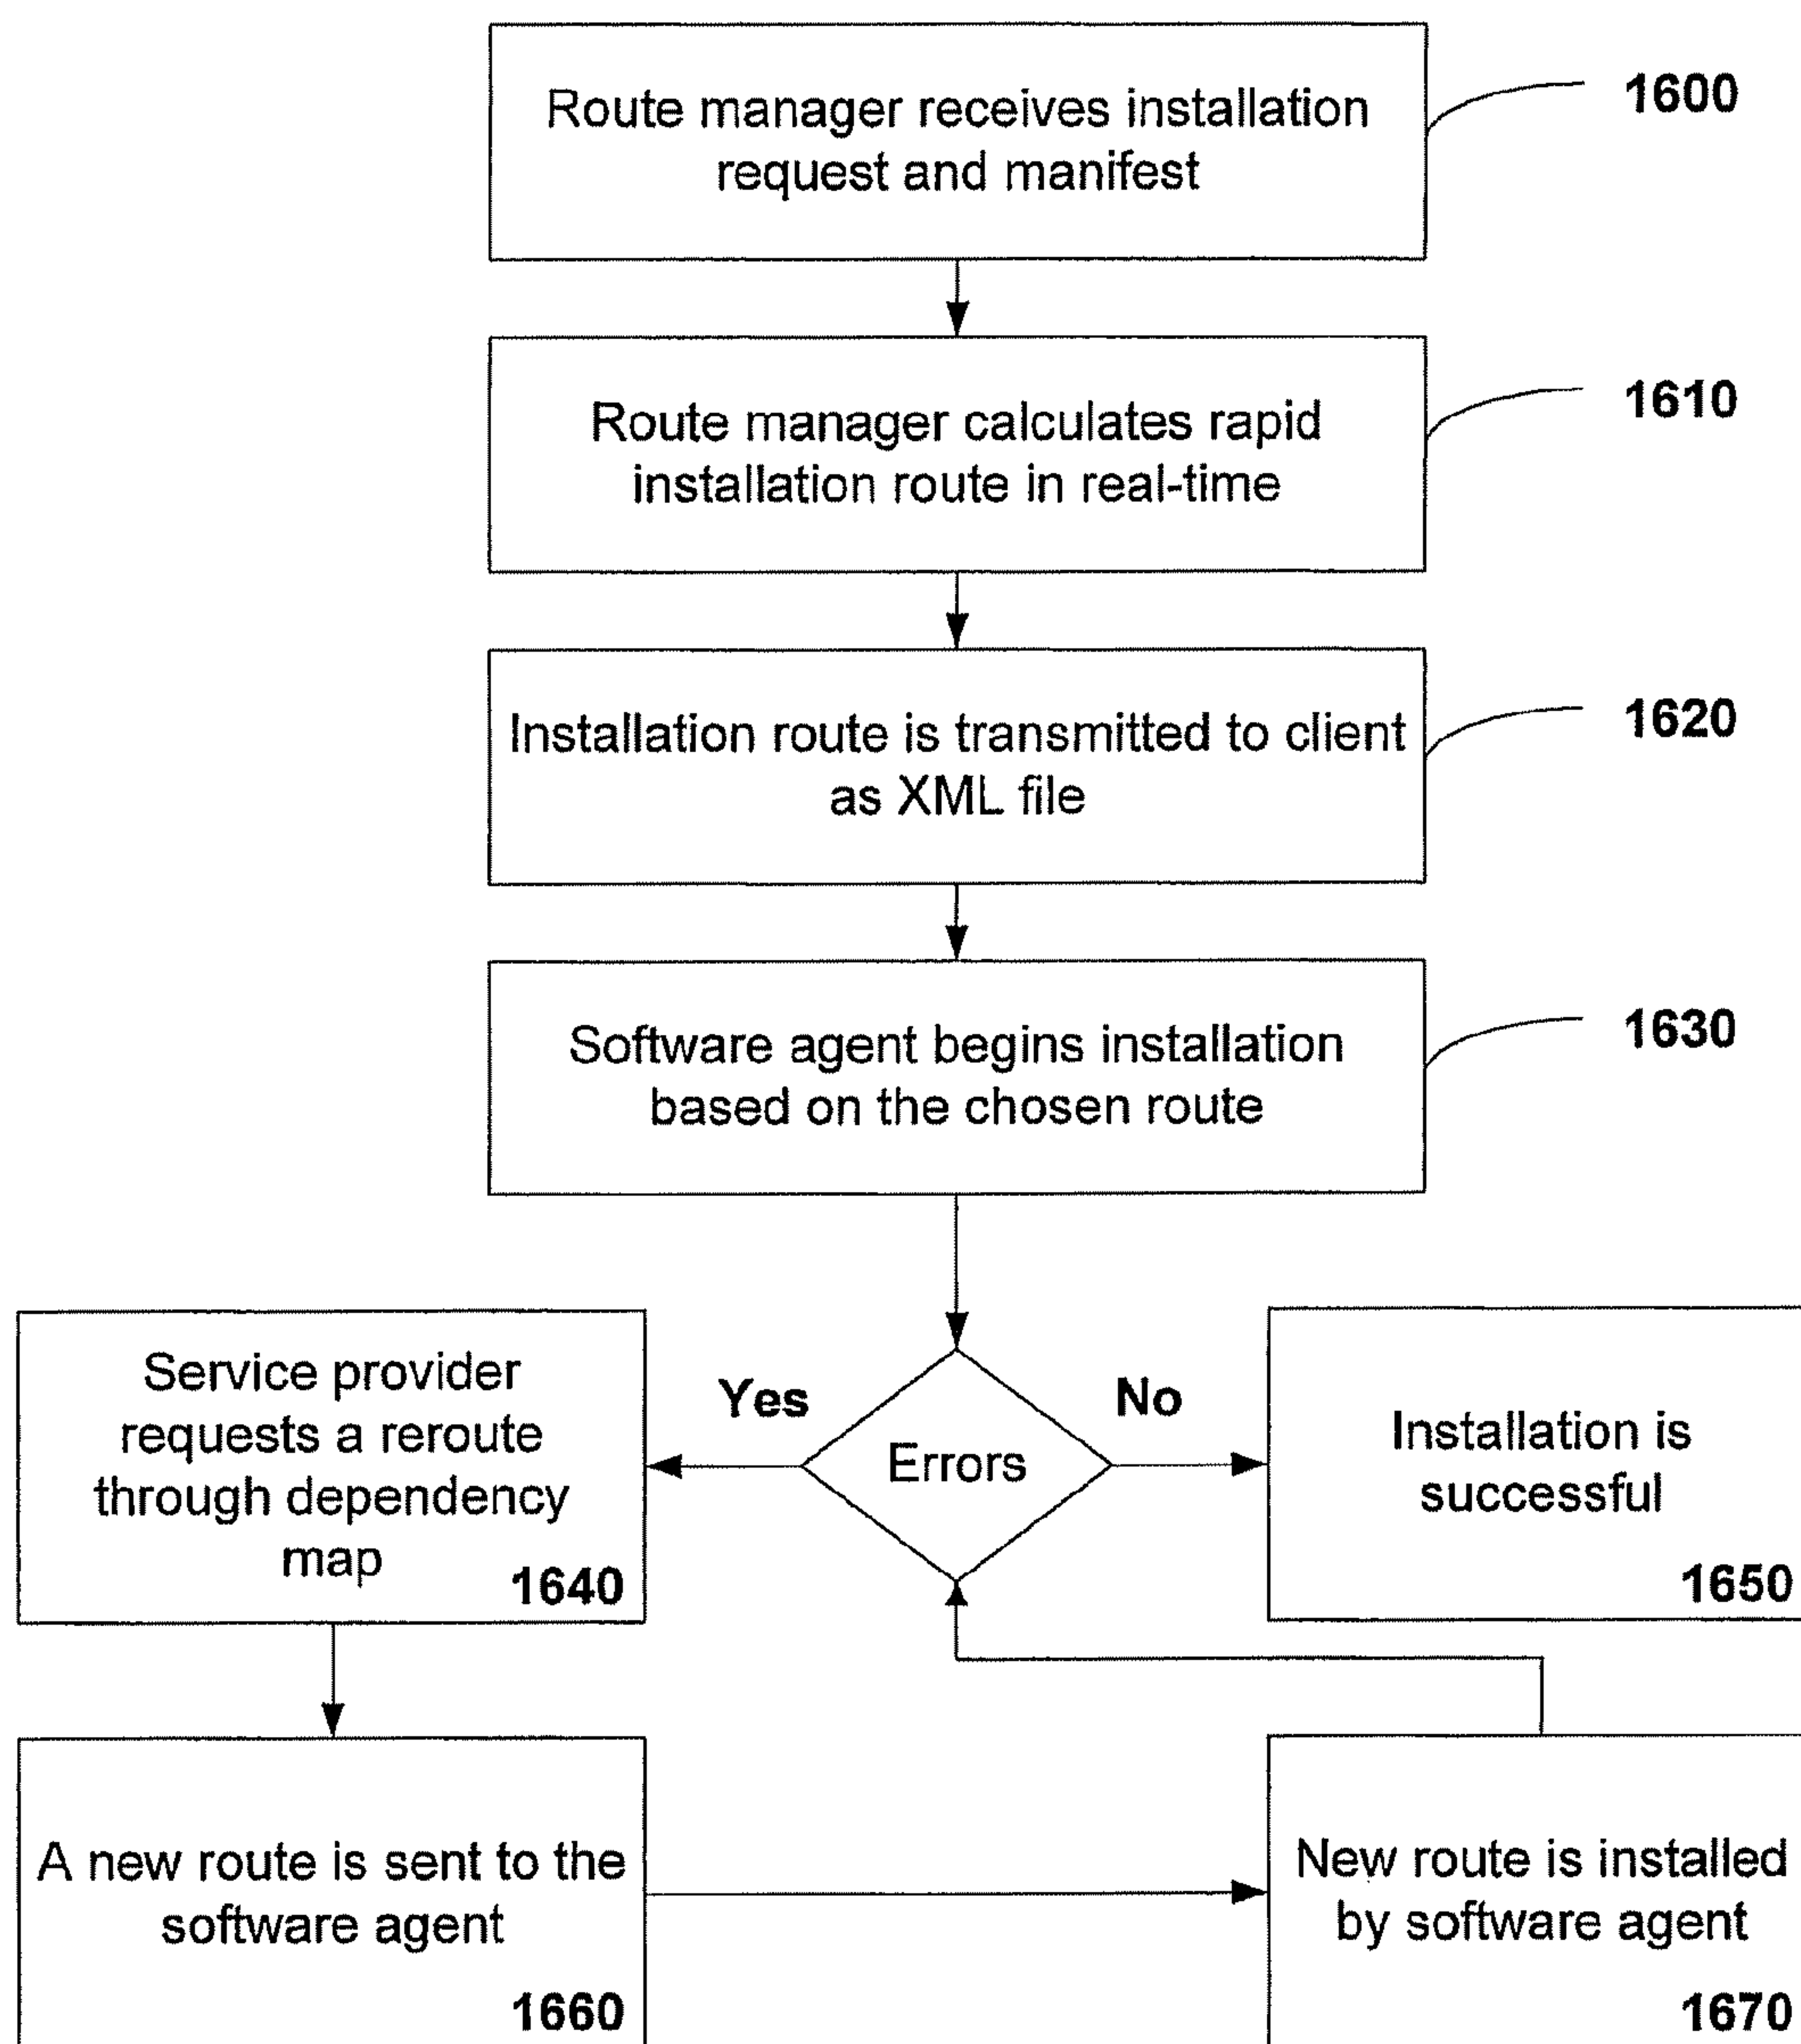 Route manager receives installation
request and manifest
1600
Route manager calculates rapid
installation route in real-time
1610
Installation route is transmitted to client
as XML file
1620
Software agent begins installation
based on the chosen route
1630
Service provider
requests a reroute
through dependency
map
1640
Yes
Errors
No
Installation is
successful
1650
A new route is sent to the
software agent
1660
New route is installed
by software agent
1670